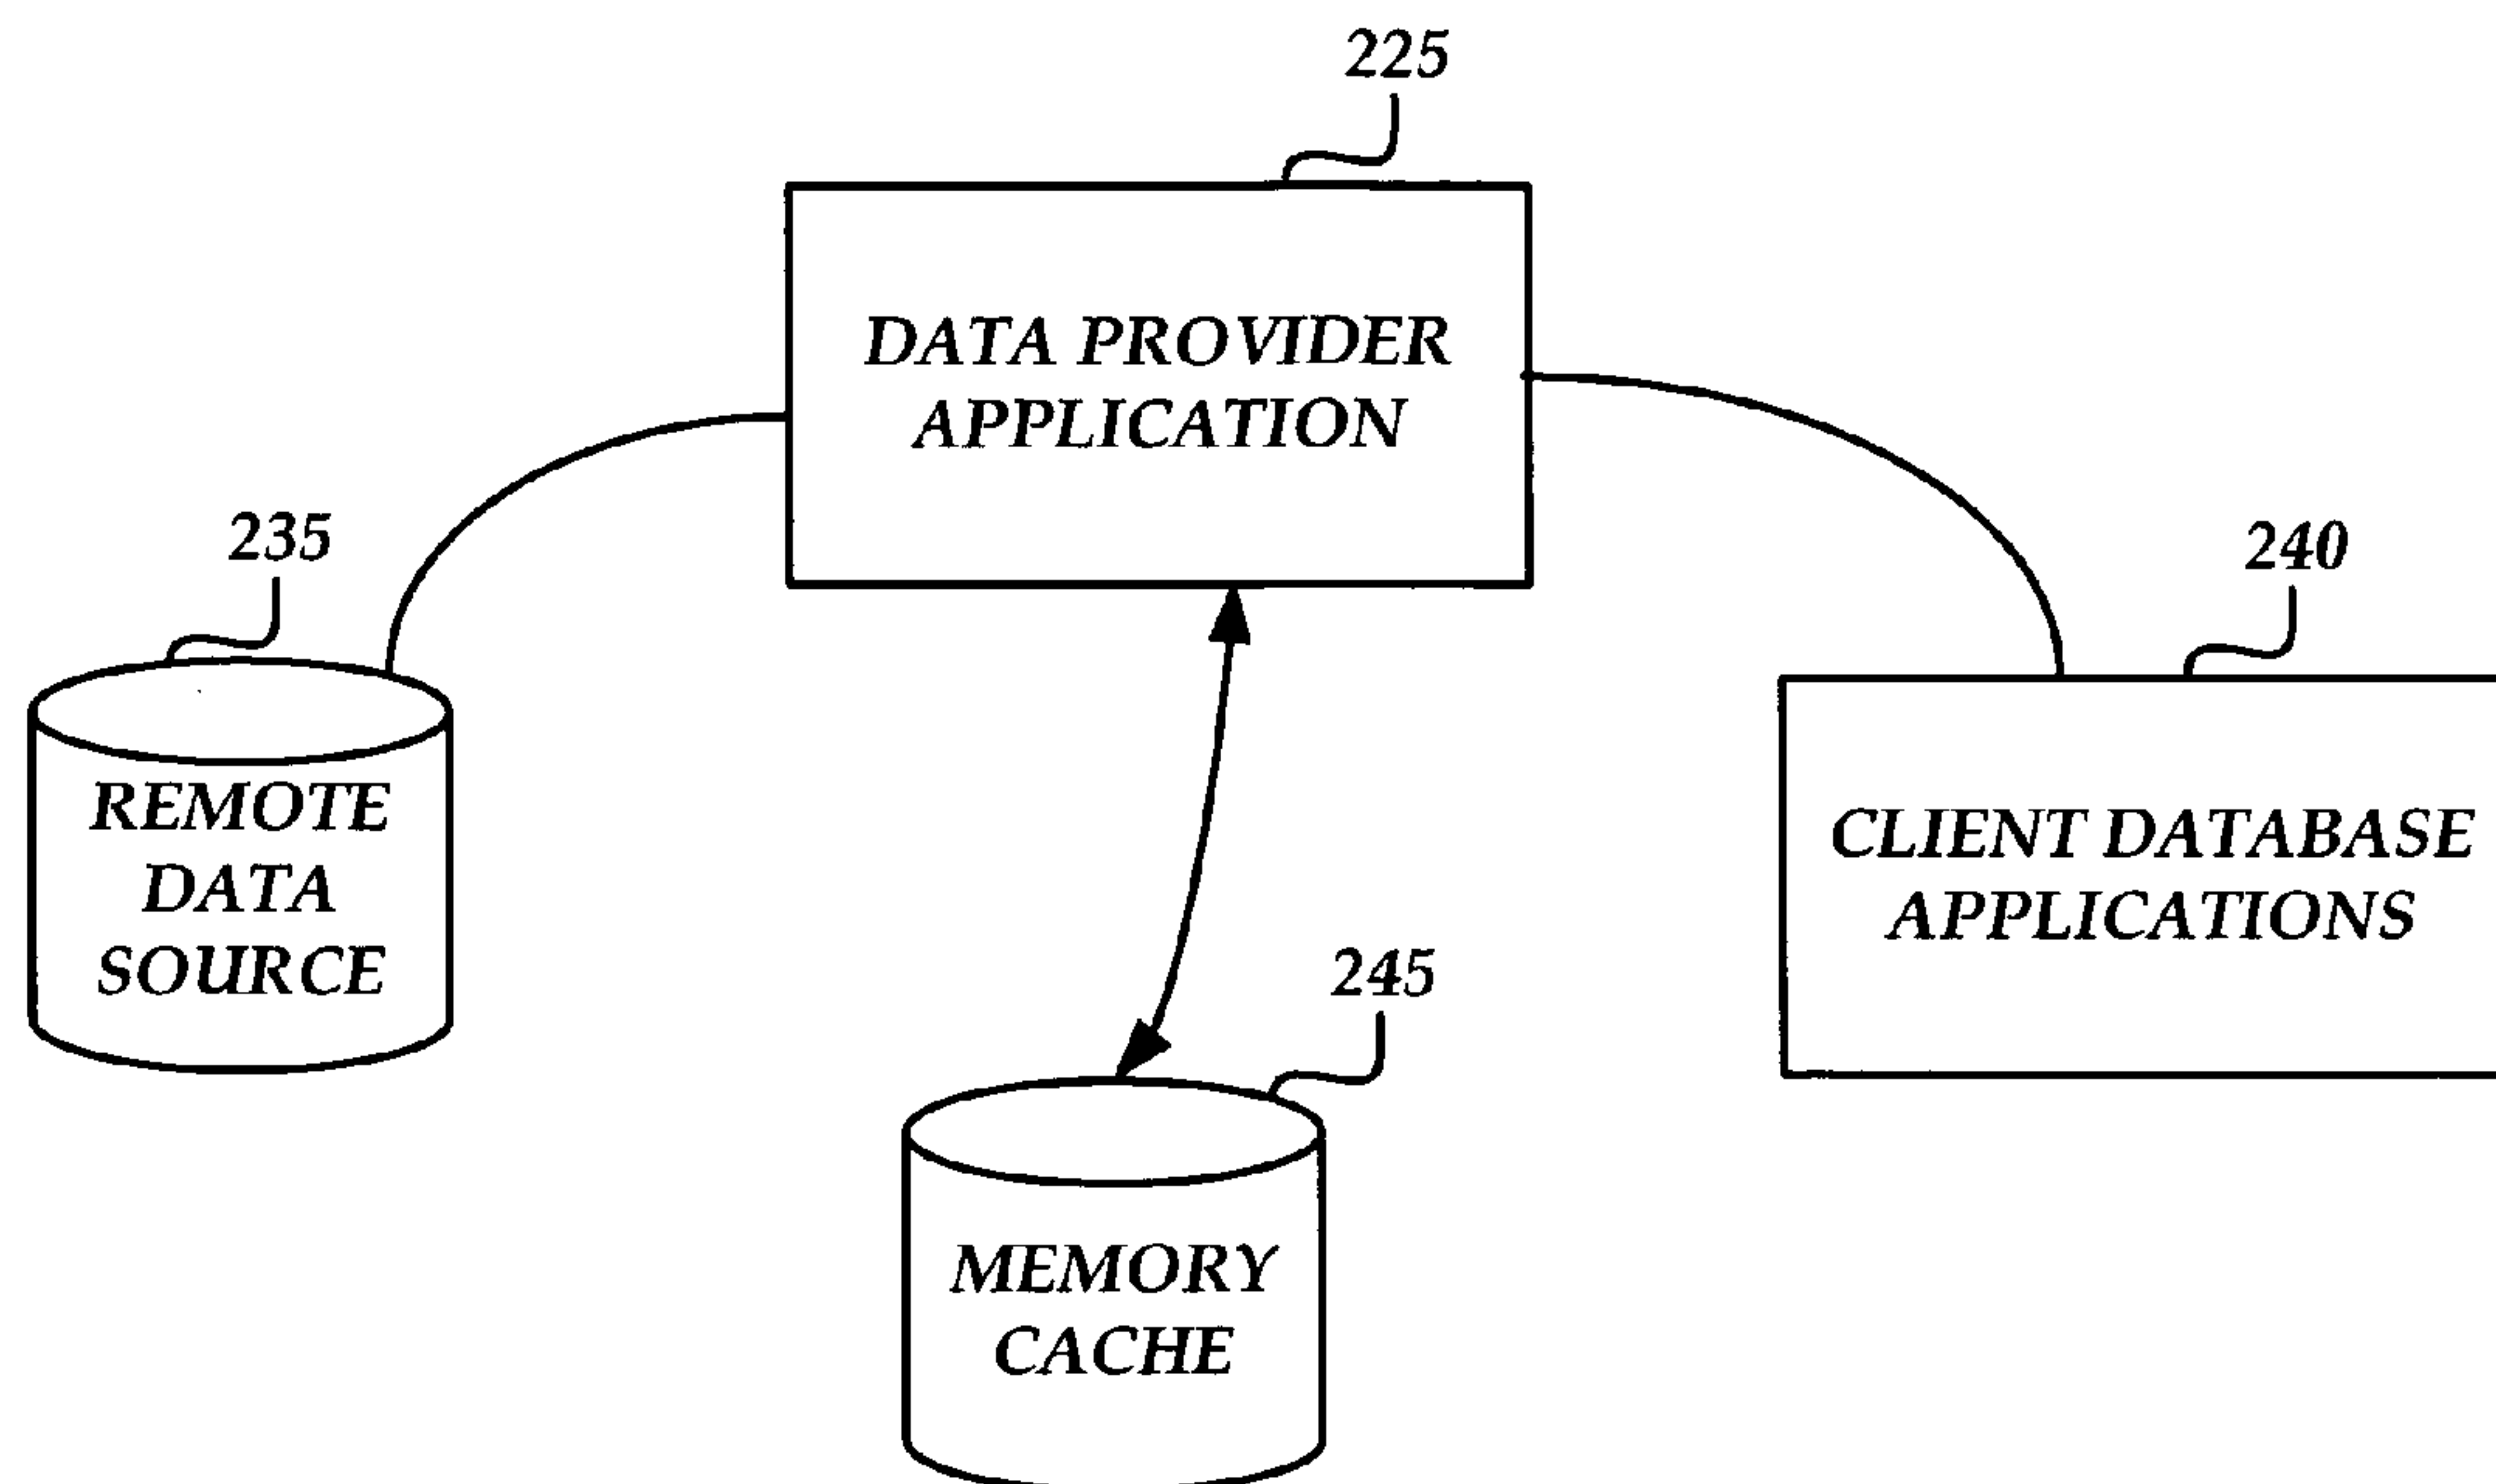 225
DATA PROVIDER
APPLICATION
235
240
REMOTE
DATA
SOURCE
CLIENT DATABASE
APPLICATIONS
245
MEMORY
CACHE